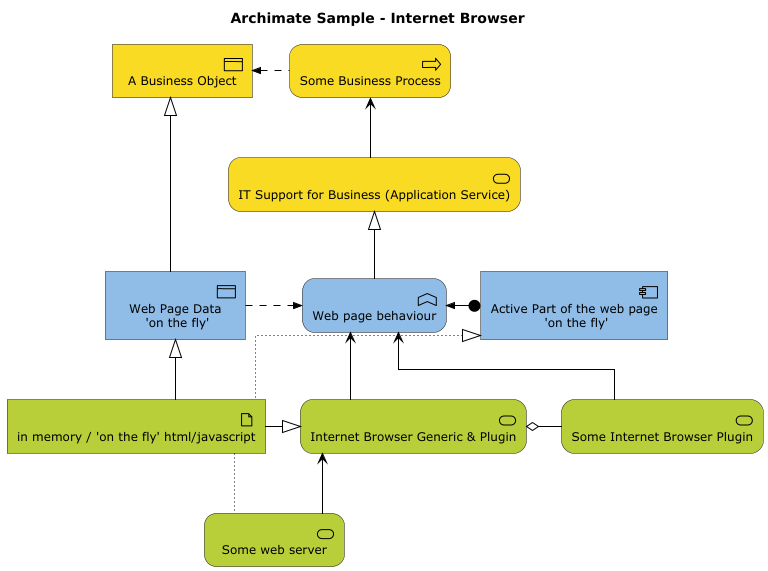 Archimate Sample - Internet Browser
A Business Object
Some Business Process
IT Support for Business (Application Service)
Web Page Data
'on the fly'
Web page behaviour
Active Part of the web page
'on the fly'
in memory / 'on the fly' html/javascript
Internet Browser Generic & Plugin
Some Internet Browser Plugin
Some web server